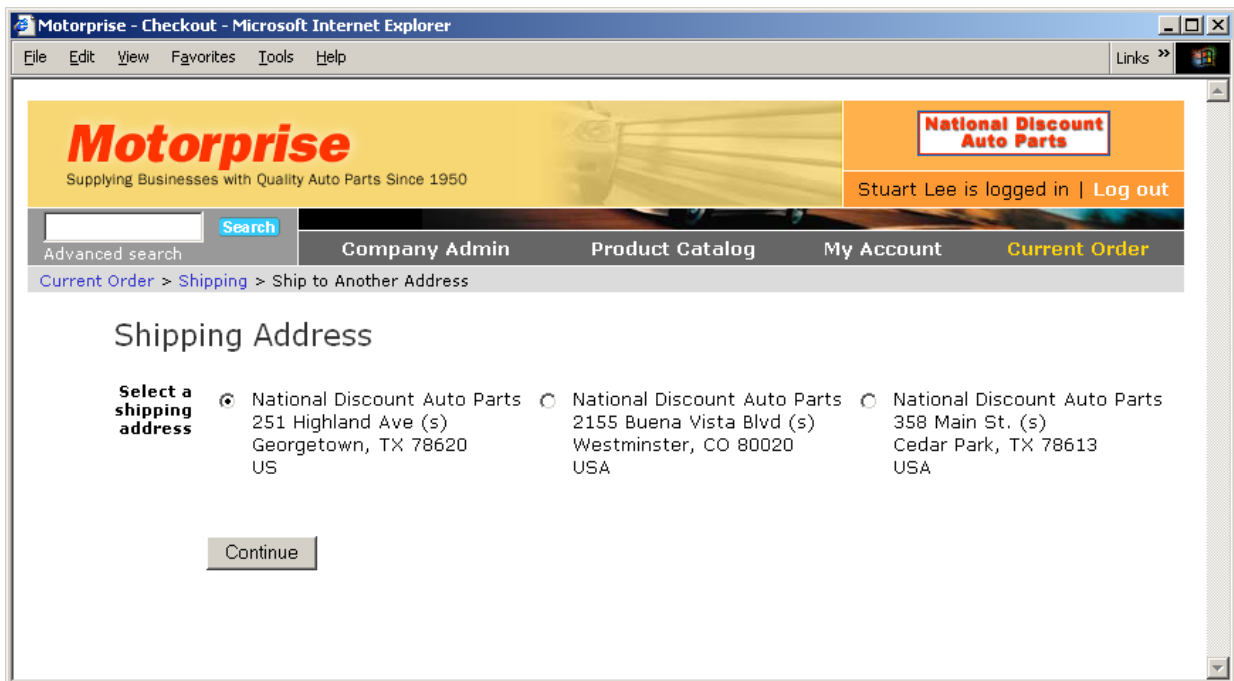 Motorprise - Checkout - Microsoft Internet Explorer
File Edit View Favorites Tools Help Links »
Motorprise
Supplying Businesses with Quality Auto Parts Since 1950
National Discount
Auto Parts
Stuart Lee is logged in | Log out
Search
Advanced search
Company Admin Product Catalog My Account Current Order
Current Order > Shipping > Ship to Another Address
Shipping Address
Select a
shipping
address
National Discount Auto Parts
251 Highland Ave (s)
Georgetown, TX 78620
US
National Discount Auto Parts
2155 Buena Vista Blvd (s)
Westminster, CO 80020
USA
National Discount Auto Parts
358 Main St. (s)
Cedar Park, TX 78613
USA
Continue